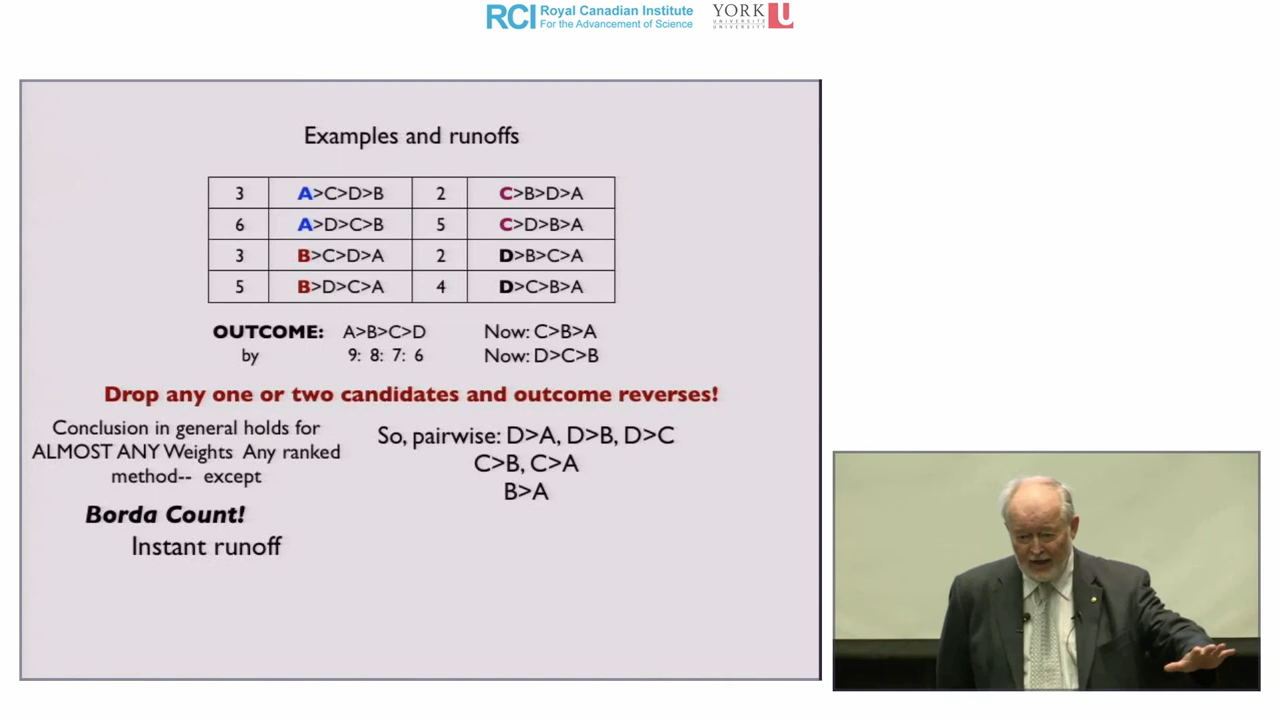 RCI Royal Canadian Institute
For the Advancement of Science
YORK U
UNIVERSITÉ
UNIVERSITY
Examples and runoffs
3 A>C>D>B 2 C>B>D>A
6 A>D>C>B 5 C>D>B>A
3 B>C>D>A 2 D>B>C>A
5 B>D>C>A 4 D>C>B>A
OUTCOME: A>B>C>D Now: C>B>A
by 9: 8: 7: 6 Now: D>C>B
Drop any one or two candidates and outcome reverses!
Conclusion in general holds for
ALMOST ANY Weights Any ranked
method-- except
Borda Count!
Instant runoff
So, pairwise: D>A, D>B, D>C
C>B, C>A
B>A